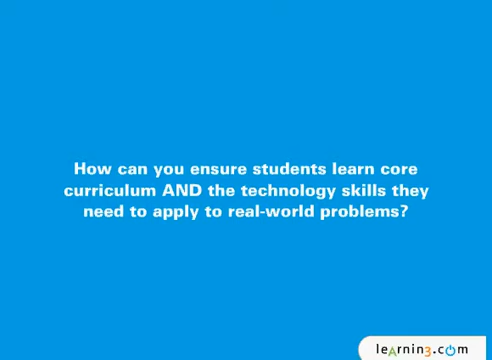 How can you ensure students learn core
curriculum AND the technology skills they
need to apply to real-world problems?
learning.com